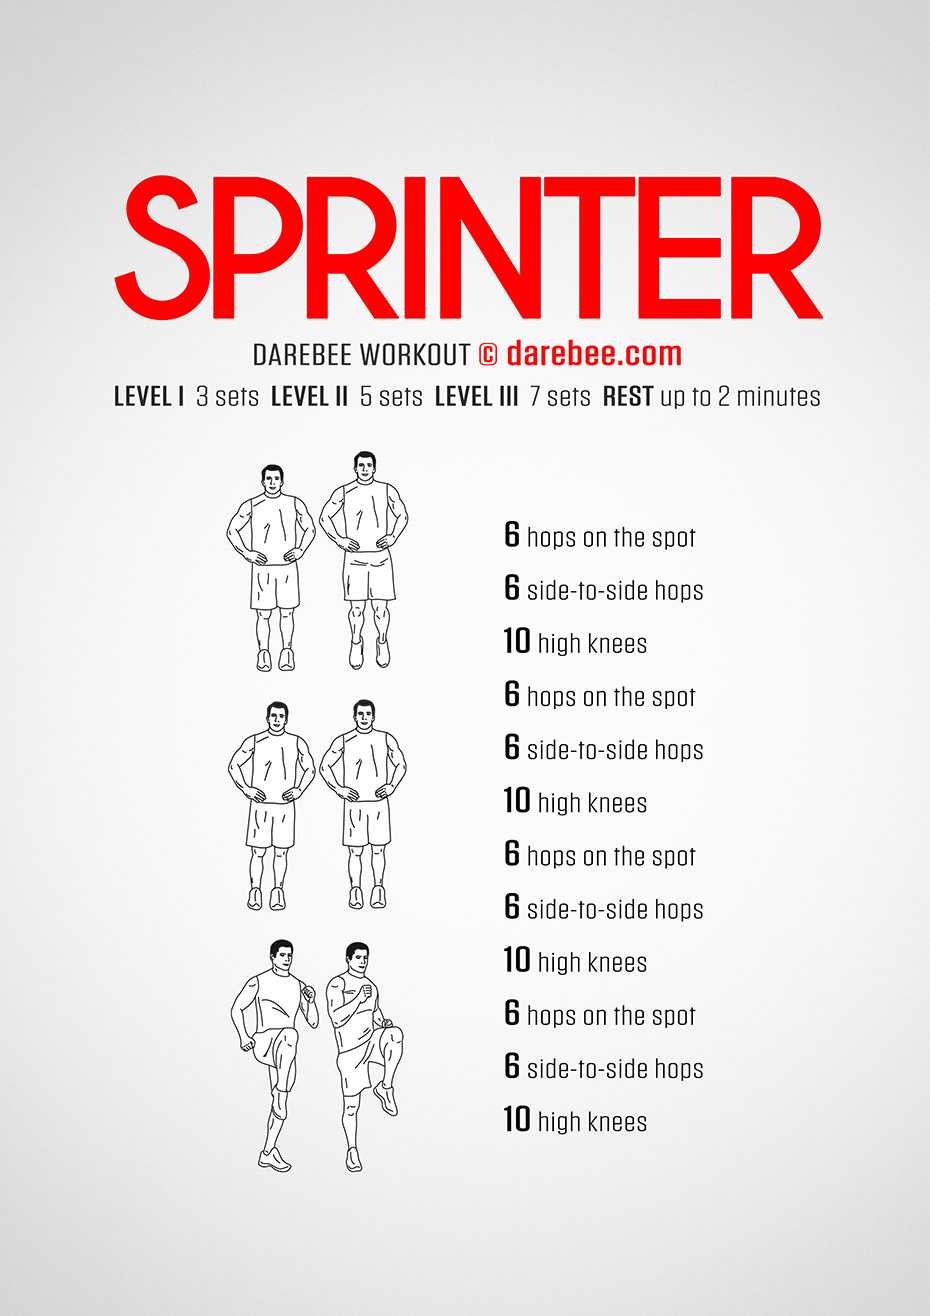 SPRINTER
DAREBEE WORKOUT © darebee.com
LEVEL I 3 sets LEVEL II 5 sets LEVEL III 7 sets REST up to 2 minutes
6 hops on the spot
6 side-to-side hops
10 high knees
6 hops on the spot
6 side-to-side hops
10 high knees
6 hops on the spot
6 side-to-side hops
10 high knees
6 hops on the spot
6 side-to-side hops
10 high knees